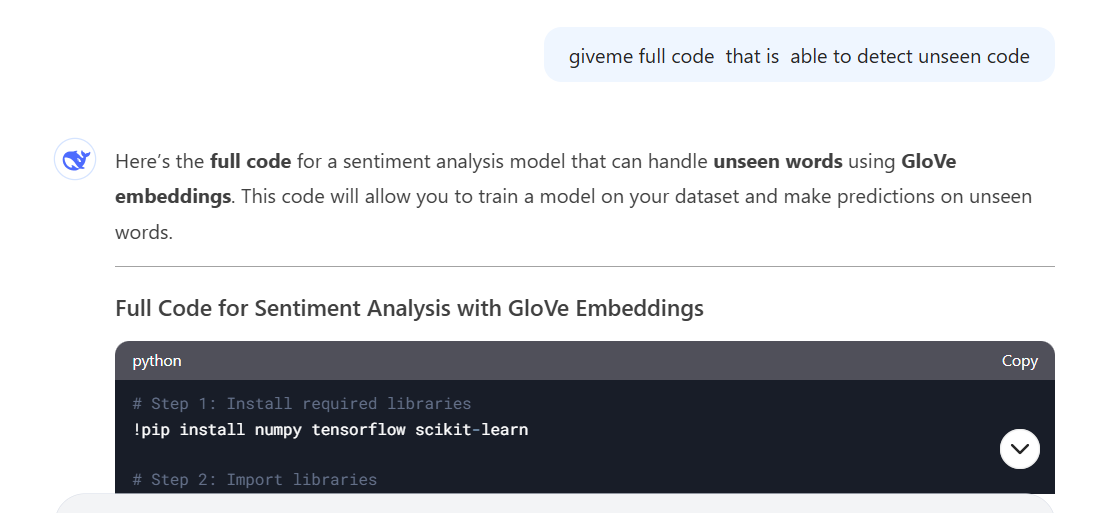 giveme full code  that is  able to detect unseen code
Here’s the full code for a sentiment analysis model that can handle unseen words using GloVe
embeddings. This code will allow you to train a model on your dataset and make predictions on unseen
words.
Full Code for Sentiment Analysis with GloVe Embeddings
python Copy
# Step 1: Install required libraries
!pip install numpy tensorflow scikit-learn
# Step 2: Import libraries